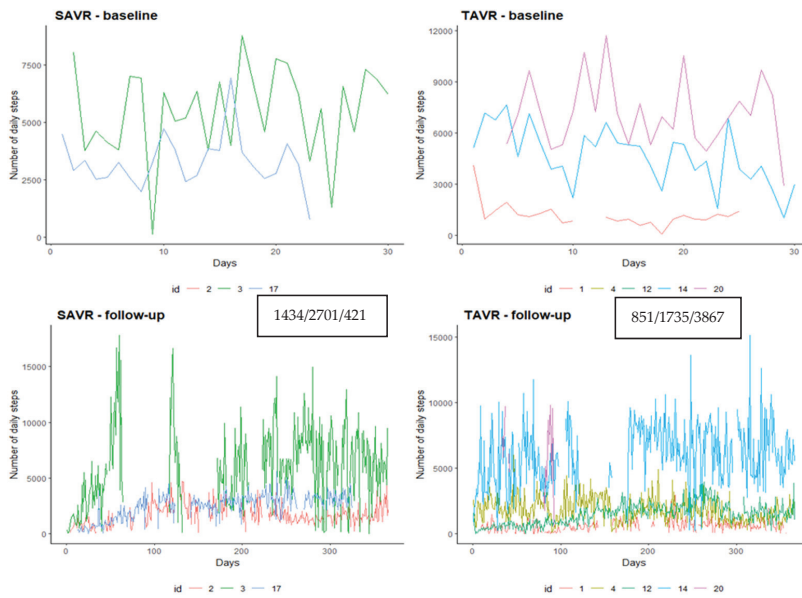 SAVR - baseline
Number of daily steps
7500
5000
2500
0
0
10
20
30
Days
id 2 3 17
TAVR - baseline
Number of daily steps
12000
9000
6000
3000
0
0
10
20
30
Days
id 1 4 12 14 20
SAVR - follow-up
1434/2701/421
Number of daily steps
15000
10000
5000
0
0
100
200
300
Days
id 2 3 17
TAVR - follow-up
851/1735/3867
Number of daily steps
15000
10000
5000
0
0
100
200
300
Days
id 1 4 12 14 20